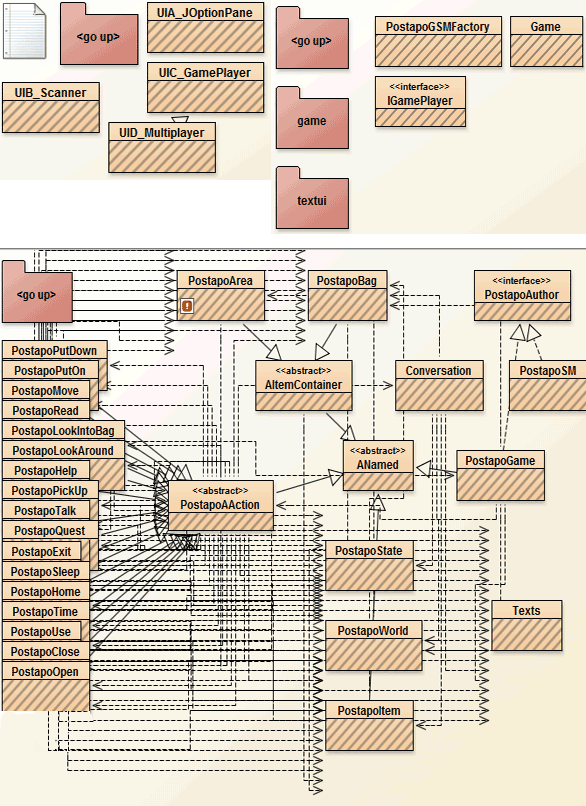 <go up>
UIA_JOptionPane
UIC_GamePlayer
UIB_Scanner
UID_Multiplayer
<go up>
game
textui
PostapoGSMFactory
Game
<<interface>>
IGamePlayer
<go up>
PostapoArea
PostapoBag
<<interface>>
PostapoAuthor
PostapoPutDown
PostapoPutOn
PostapoMove
PostapoRead
PostapoLookIntoBag
PostapoLookAround
PostapoHelp
PostapoPickUp
PostapoTalk
PostapoQuest
PostapoExit
PostapoSleep
PostapoHome
PostapoTime
PostapoUse
PostapoClose
PostapoOpen
<<abstract>>
AItemContainer
Conversation
PostapoSM
<<abstract>>
ANamed
PostapoGame
<<abstract>>
PostapoAAction
PostapoState
PostapoWorld
Texts
PostapoItem